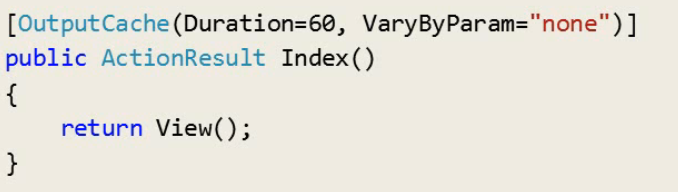 [OutputCache(Duration=60, VaryByParam="none")]
public ActionResult Index()
{
    return View();
}